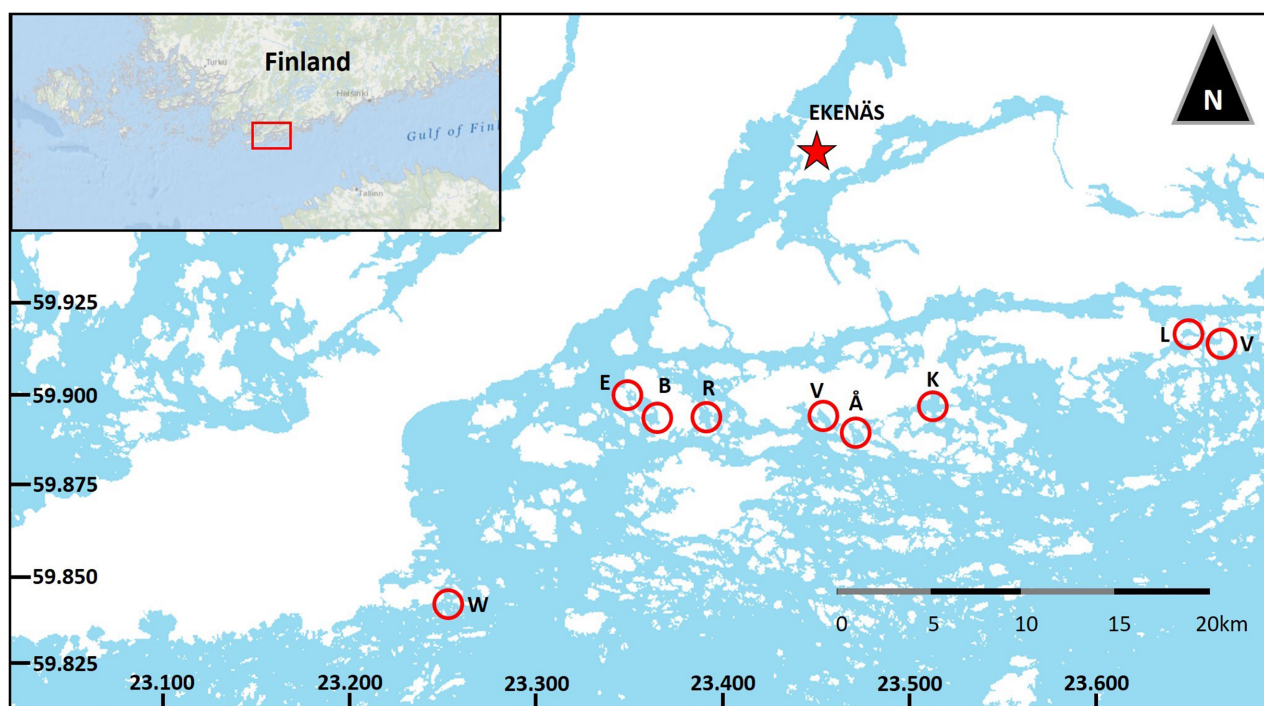 Finland
Turku
Helsinki
Gulf of Finl
Tallinn
N
EKENÄS
59.925
59.900
59.875
59.850
59.825
L
V
E
B
R
V
Å
K
W
0 5 10 15 20km
23.100 23.200 23.300 23.400 23.500 23.600